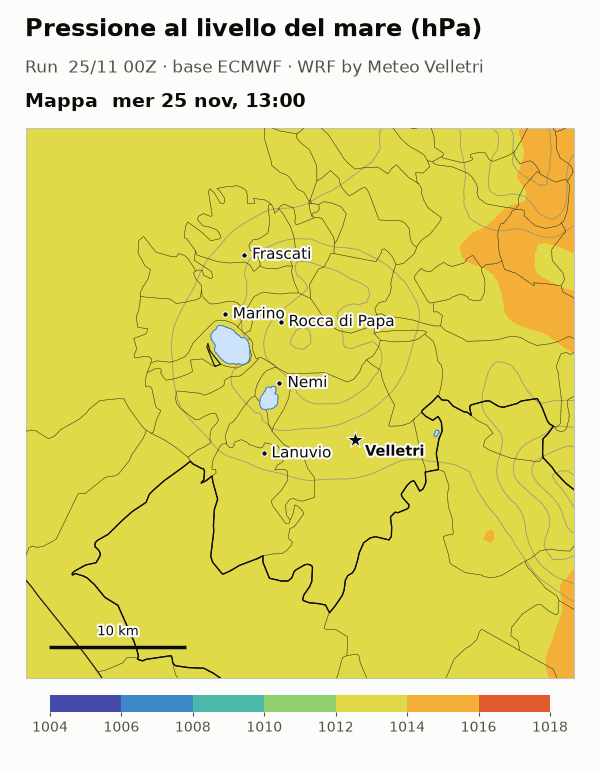 Pressione al livello del mare (hPa)
Run  25/11 00Z · base ECMWF · WRF by Meteo Velletri
Mappa  mer 25 nov, 13:00
Frascati
Marino
Rocca di Papa
Nemi
Velletri
Lanuvio
10 km
1004 1006 1008 1010 1012 1014 1016 1018